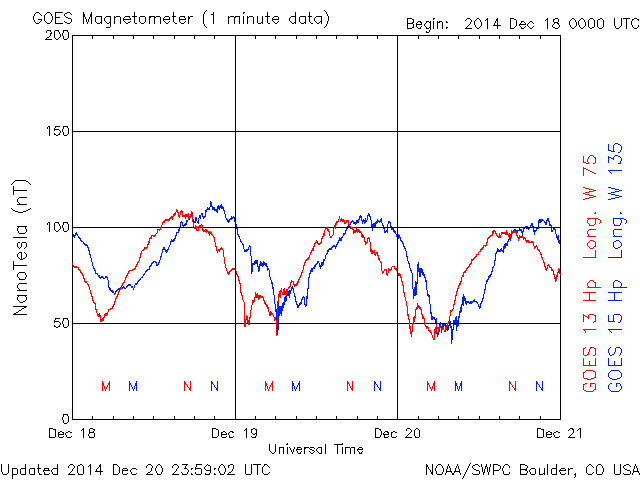 GOES Magnetometer (1 minute data)
Begin: 2014 Dec 18 0000 UTC
200
150
100
50
0
NanoTesla (nT)
M M N N M M N N M M N N
Dec 18 Dec 19 Dec 20 Dec 21
Universal Time
GOES 13 Hp Long. W 75
GOES 15 Hp Long. W 135
Updated 2014 Dec 20 23:59:02 UTC
NOAA/SWPC Boulder, CO USA